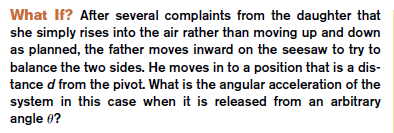 What If? After several complaints from the daughter that
she simply rises into the air rather than moving up and down
as planned, the father moves inward on the seesaw to try to
balance the two sides. He moves in to a position that is a dis-
tance d from the pivot. What is the angular acceleration of the
system in this case when it is released from an arbitrary
angle θ?